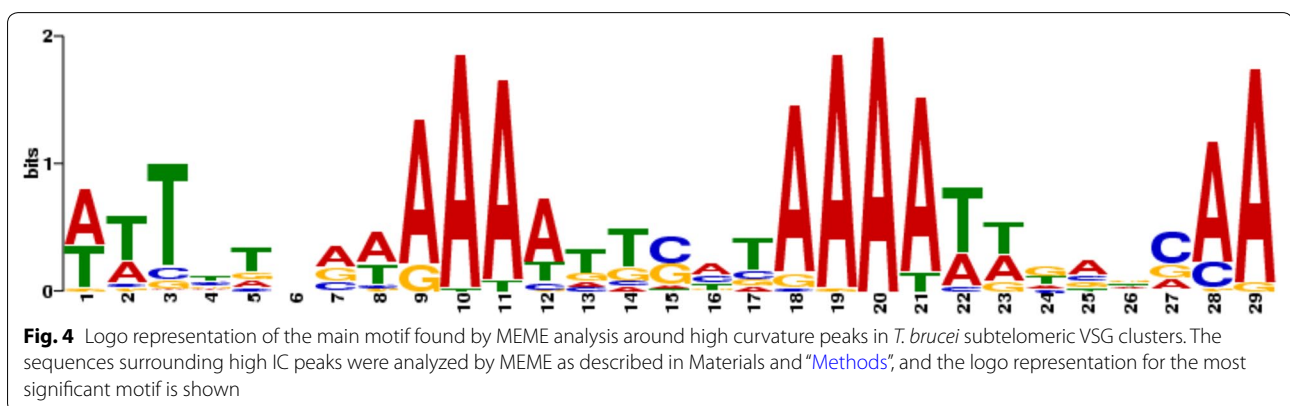 2
1
0
bits
1 2 3 4 5 6 7 8 9 10 11 12 13 14 15 16 17 18 19 20 21 22 23 24 25 26 27 28 29
Fig. 4 Logo representation of the main motif found by MEME analysis around high curvature peaks in T. brucei subtelomeric VSG clusters. The
sequences surrounding high IC peaks were analyzed by MEME as described in Materials and “Methods”, and the logo representation for the most
significant motif is shown